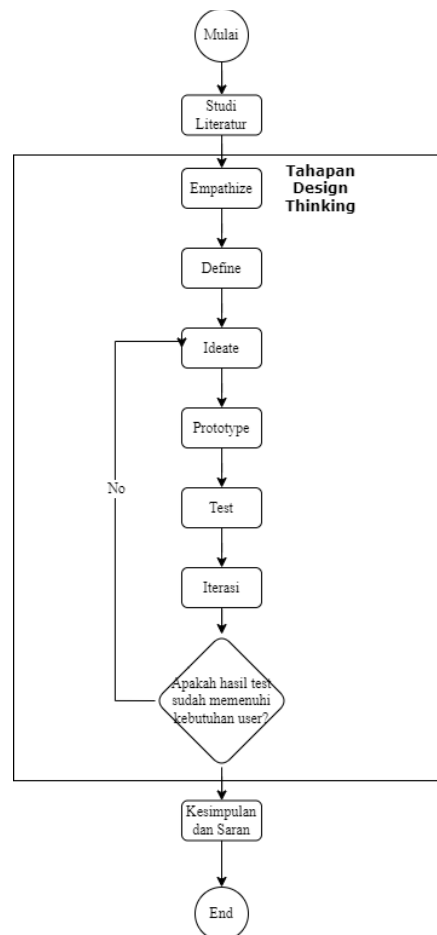 Mulai
Studi
Literatur
Tahapan
Design
Thinking
Empathize
Define
Ideate
Prototype
No
Test
Iterasi
Apakah hasil test
sudah memenuhi
kebutuhan user?
Kesimpulan
dan Saran
End